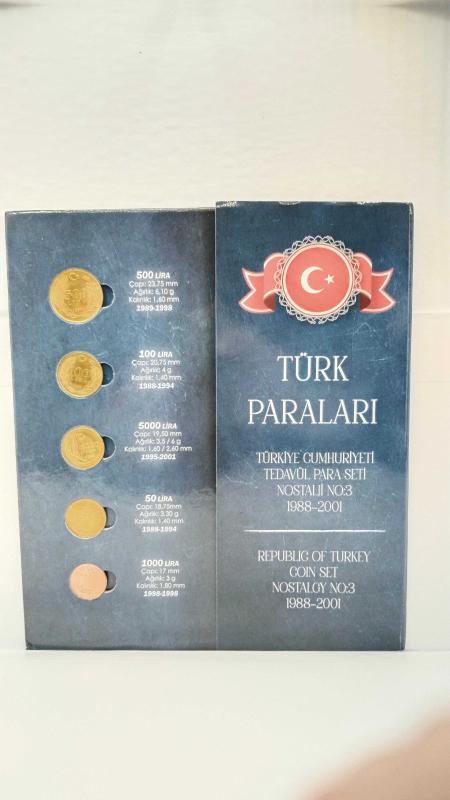 500 LİRA
Çapı: 23,75 mm
Ağırlık: 6,10 g
Kalınlık: 1,60 mm
1989-1998
100 LİRA
Çapı: 20,75 mm
Ağırlık: 4 g
Kalınlık: 1,40 mm
1988-1994
5000 LİRA
Çapı: 19,50 mm
Ağırlık: 3,5 / 6 g
Kalınlık: 1,60 / 2,60 mm
1995-2001
50 LİRA
Çapı: 18,75mm
Ağırlık: 3,30 g
Kalınlık: 1,40 mm
1989-1994
1000 LİRA
Çapı: 17 mm
Ağırlık: 3 g
Kalınlık: 1,80 mm
1998-1998
TÜRK
PARALARI
TÜRKİYE CUMHURİYETİ
TEDAVÜL PARA SETİ
NOSTALJİ NO:3
1988-2001
REPUBLIC OF TURKEY
COIN SET
NOSTALGY NO:3
1988-2001